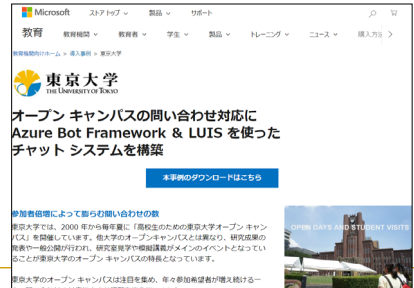 Microsoft ストアトップ 製品 サポート
教育 教育機関 教育者 学生 製品 トレーニング ニュース 購入方法
教育機関向けホーム > 導入事例 > 東京大学
東京大学
THE UNIVERSITY OF TOKYO
オープン キャンパスの問い合わせ対応に
Azure Bot Framework & LUIS を使った
チャット システムを構築
本事例のダウンロードはこちら
参加者倍増によって膨らむ問い合わせの数
東京大学では、2000 年から毎年夏に「高校生のための東京大学オープン キャン
パス」を開催しています。他大学のオープンキャンパスとは異なり、研究成果の
発表や一般公開が行われ、研究室見学や模擬講義がメインのイベントとなってい
ることが東京大学のオープン キャンパスの特長となっています。
OPEN DAYS AND STUDENT VISITS
東京大学のオープン キャンパスは注目を集め、年々参加希望者が増え続ける一